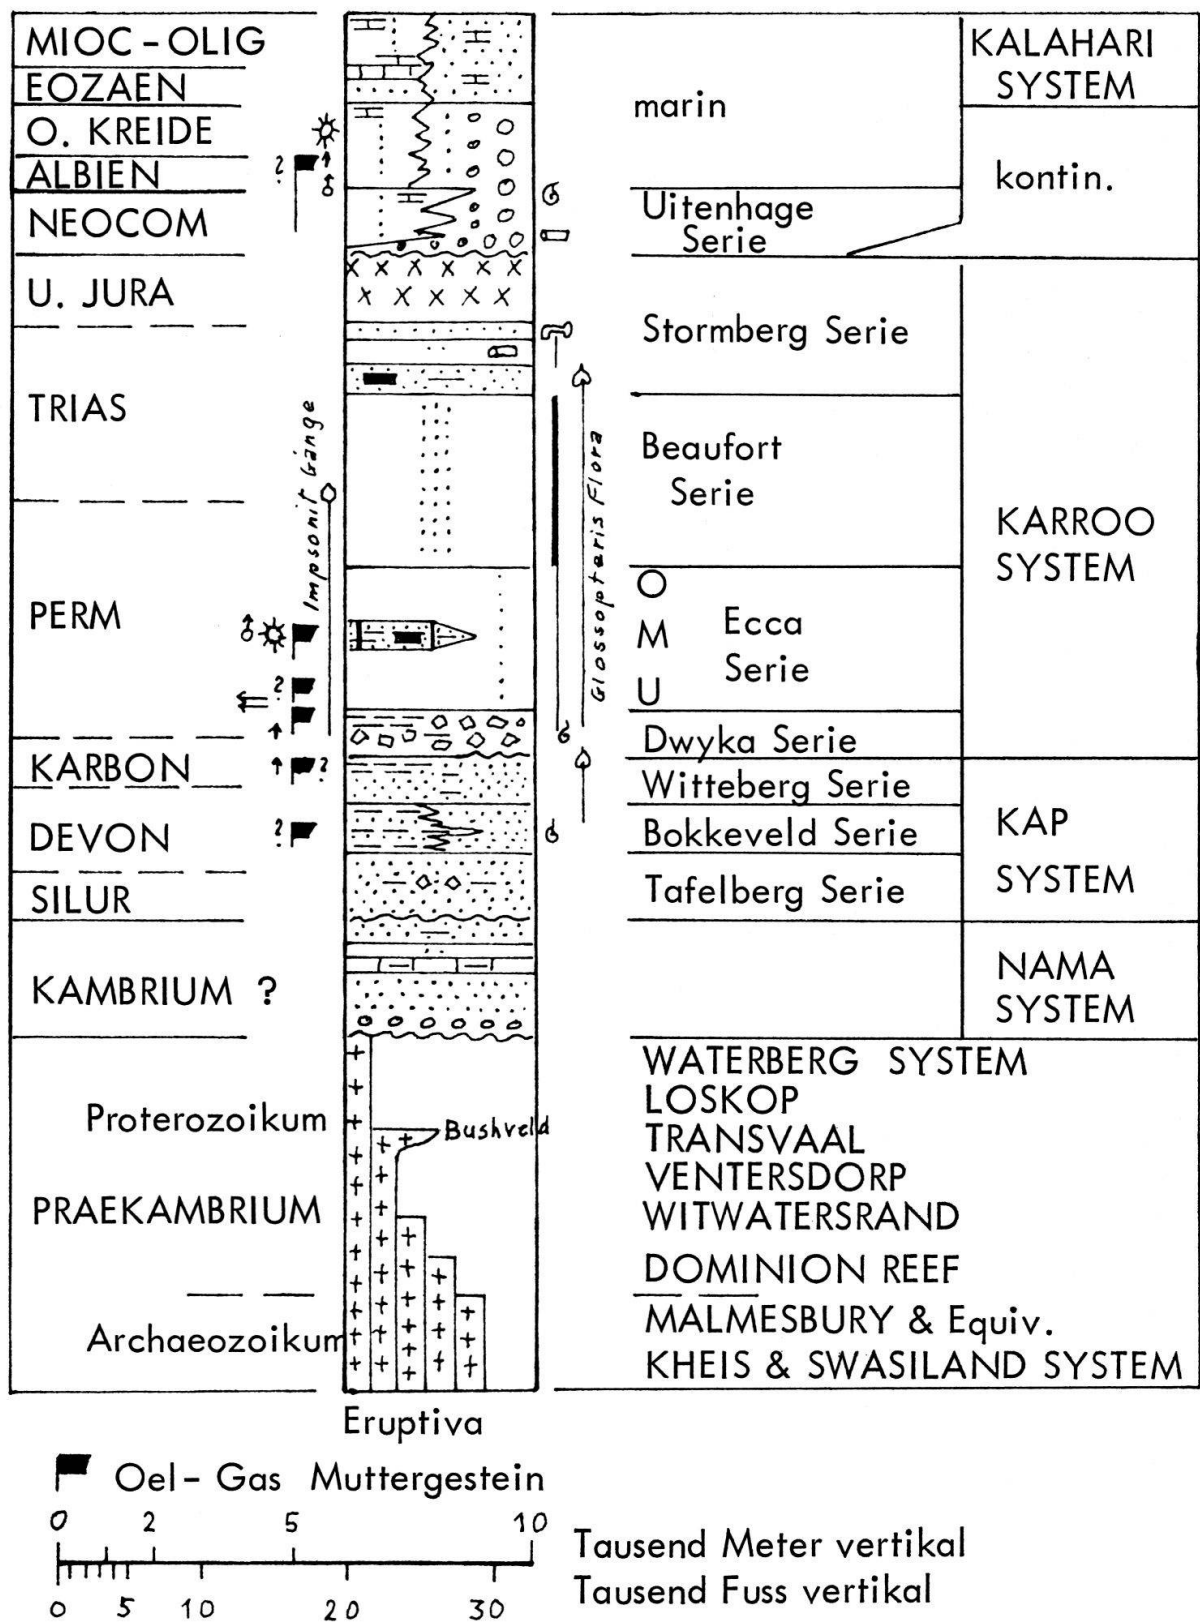 MIOC-OLIG
EOZAEN
O. KREIDE
ALBIEN
?
NEOCOM
U. JURA
TRIAS
PERM
?
KARBON
?
DEVON
?
SILUR
KAMBRIUM ?
Proterozoikum
PRAEKAMBRIUM
Archaeozoikum
Impsonit Gänge
Glossopteris Flora
Bushveld
Eruptiva
marin
Uitenhage
Serie
Stormberg Serie
Beaufort
Serie
O
M
U
Ecca
Serie
Dwyka Serie
Witteberg Serie
Bokkeveld Serie
Tafelberg Serie
KALAHARI
SYSTEM
kontin.
KARROO
SYSTEM
KAP
SYSTEM
NAMA
SYSTEM
WATERBERG SYSTEM
LOSKOP
TRANSVAAL
VENTERSDORP
WITWATERSRAND
DOMINION REEF
MALMESBURY & Equiv.
KHEIS & SWASILAND SYSTEM
Oel-Gas Muttergestein
0 2 5 10
Tausend Meter vertikal
Tausend Fuss vertikal
0 5 10 20 30